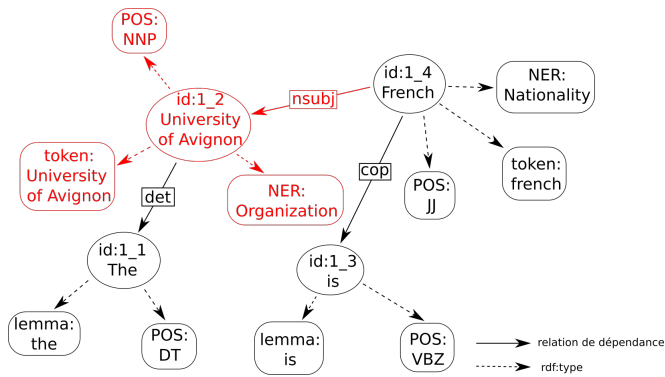 POS:
NNP
id:1_2
University
of Avignon
nsubj
id:1_4
French
NER:
Nationality
token:
University
of Avignon
det
NER:
Organization
cop
POS:
JJ
token:
french
id:1_1
The
id:1_3
is
lemma:
the
POS:
DT
lemma:
is
POS:
VBZ
relation de dépendance
rdf:type